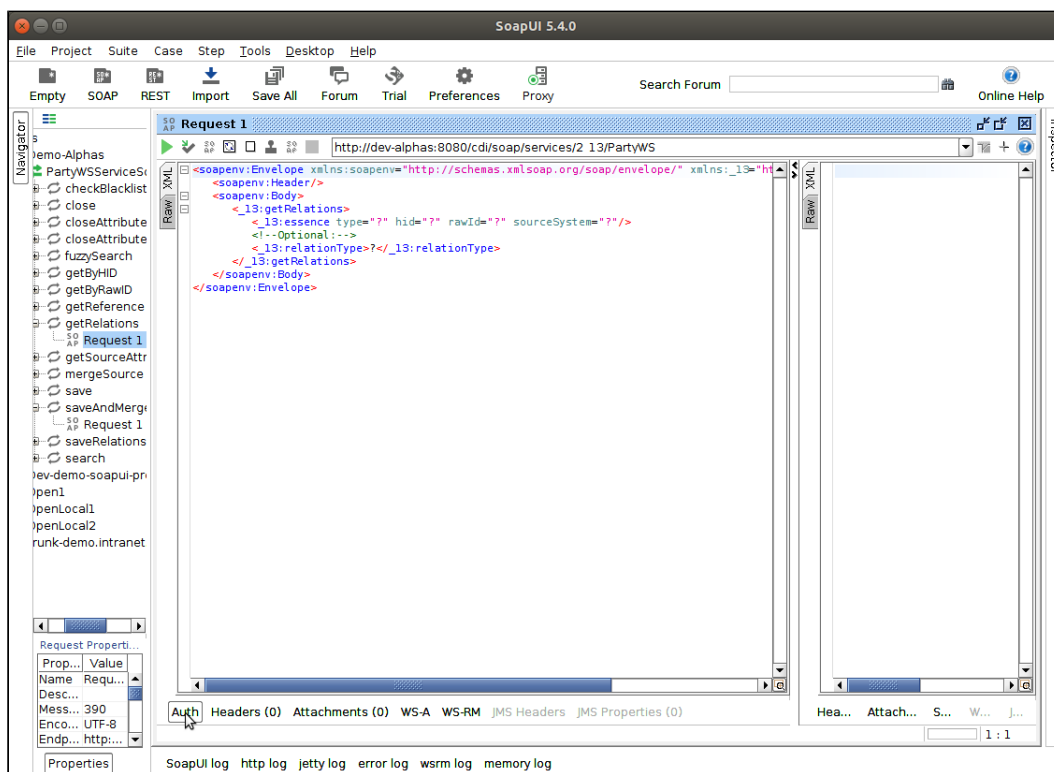 SoapUI 5.4.0
File Project Suite Case Step Tools Desktop Help
Empty SOAP REST Import Save All Forum Trial Preferences Proxy Search Forum Online Help
Navigator
s
Demo-Alphas
PartyWSServiceSo
checkBlacklist
close
closeAttribute
closeAttribute
fuzzySearch
getByHID
getByRawID
getReference
getRelations
SOAP Request 1
getSourceAttr
mergeSource
save
saveAndMerge
SOAP Request 1
saveRelations
search
Dev-demo-soapui-pr
Open1
OpenLocal1
OpenLocal2
runk-demo.intranet
Request Properti...
Prop... Value
Name Requ...
Desc...
Mess... 390
Enco... UTF-8
Endp... http:...
Properties
SOAP Request 1
http://dev-alphas:8080/cdi/soap/services/2_13/PartyWS
XML
Raw
<soapenv:Envelope xmlns:soapenv="http://schemas.xmlsoap.org/soap/envelope/" xmlns:_13="ht
<soapenv:Header/>
<soapenv:Body>
<_13:getRelations>
<_13:essence type="?" hid="?" rawId="?" sourceSystem="?"/>
<!--Optional:-->
<_13:relationType>?</_13:relationType>
</_13:getRelations>
</soapenv:Body>
</soapenv:Envelope>
XML
Raw
Inspector
Auth Headers (0) Attachments (0) WS-A WS-RM JMS Headers JMS Properties (0)
Hea... Attach... S... W... J...
1 : 1
SoapUI log http log jetty log error log wsrm log memory log